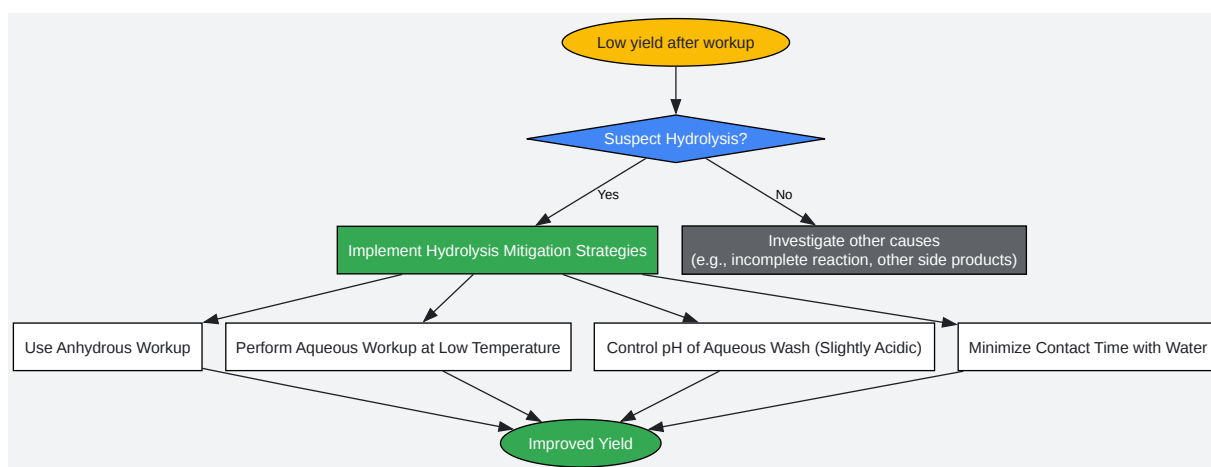 Low yield after workup
Suspect Hydrolysis?
Yes
No
Implement Hydrolysis Mitigation Strategies
Investigate other causes
(e.g., incomplete reaction, other side products)
Use Anhydrous Workup
Perform Aqueous Workup at Low Temperature
Control pH of Aqueous Wash (Slightly Acidic)
Minimize Contact Time with Water
Improved Yield